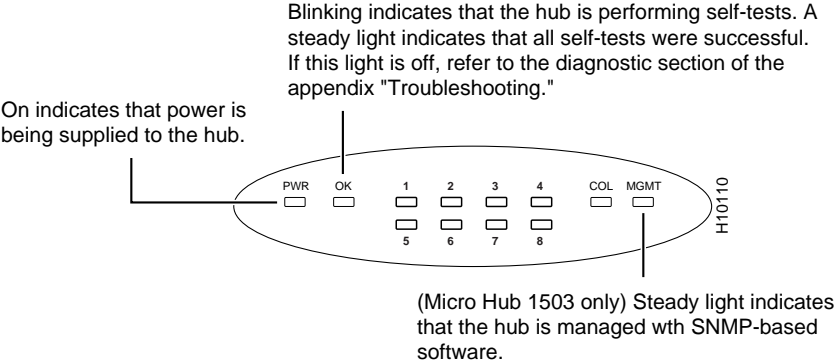 Blinking indicates that the hub is performing self-tests. A
steady light indicates that all self-tests were successful.
If this light is off, refer to the diagnostic section of the
appendix "Troubleshooting."
On indicates that power is
being supplied to the hub.
PWR OK 1 2 3 4 COL MGMT
5 6 7 8
H10110
(Micro Hub 1503 only) Steady light indicates
that the hub is managed wth SNMP-based
software.